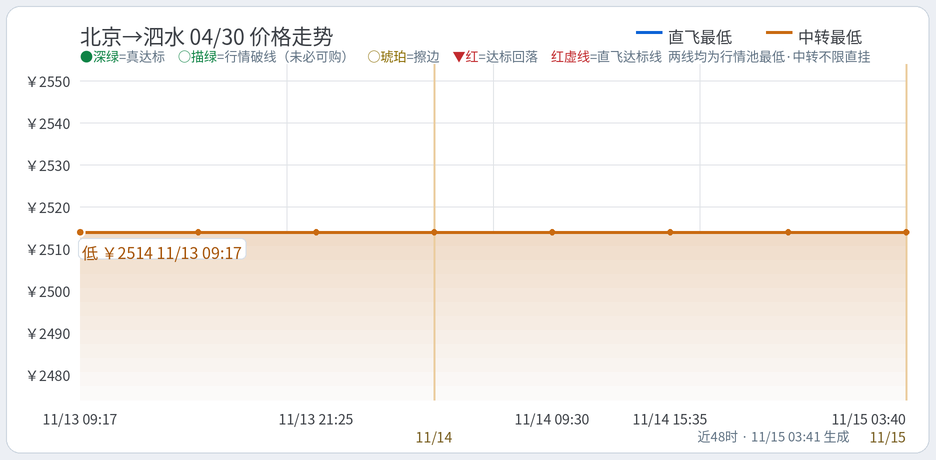 北京→泗水 04/30 价格走势
直飞最低 中转最低
●深绿=真达标 ○描绿=行情破线（未必可购） ○琥珀=擦边 ▼红=达标回落 红虚线=直飞达标线 两线均为行情池最低·中转不限直挂
￥2550
￥2540
￥2530
￥2520
￥2510
低 ￥2514 11/13 09:17
￥2500
￥2490
￥2480
11/13 09:17 11/13 21:25 11/14 09:30 11/14 15:35 11/15 03:40
11/14 近48时 · 11/15 03:41 生成 11/15